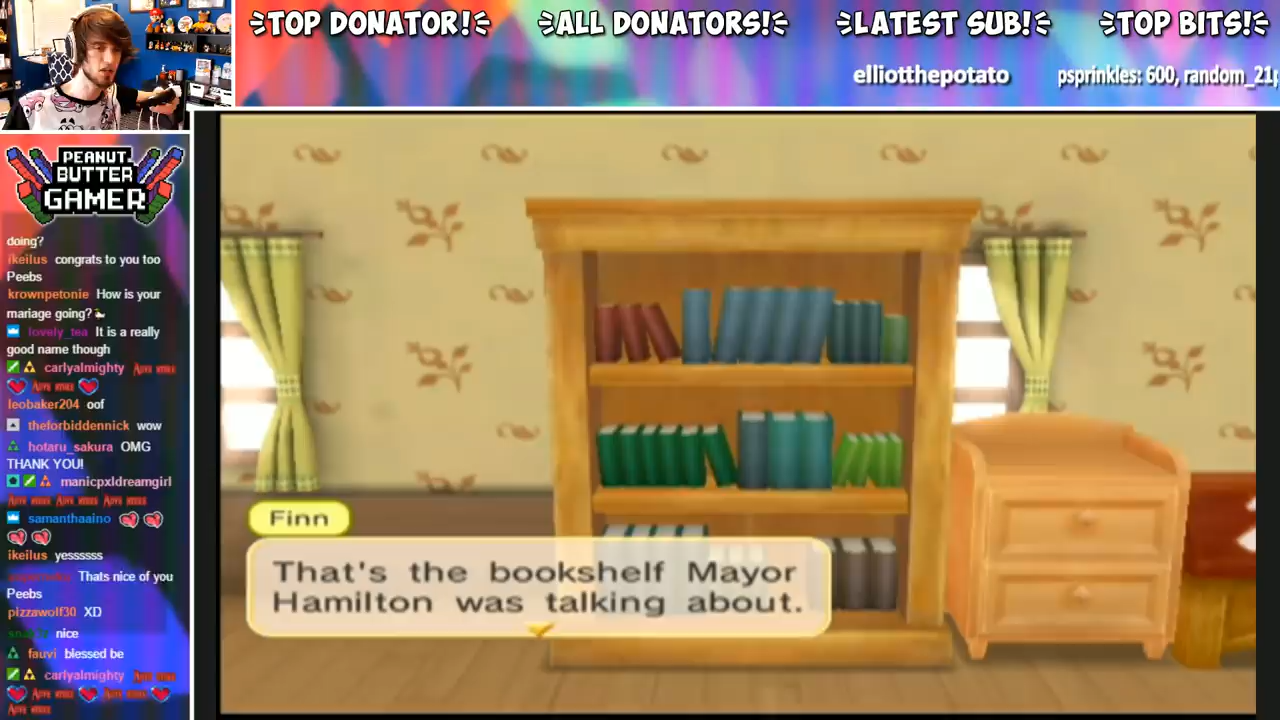 TOP DONATOR!
ALL DONATORS!
LATEST SUB!
TOP BITS!
elliotthepotato
psprinkles: 600, random_21
PEANUT
BUTTER
GAMER
doing?
ikeilus congrats to you too
Peebs
krownpetonie How is your
mariage going?
lovely_tea It is a really
good name though
carlyalmighty
leobaker204 oof
theforbiddennick wow
hotaru_sakura OMG
THANK YOU!
manicpxldreamgirl
samanthaaino
ikeilus yessssss
Thats nice of you
Peebs
pizzawolf30 XD
nice
fauvi blessed be
carlyalmighty
Finn
That's the bookshelf Mayor
Hamilton was talking about.